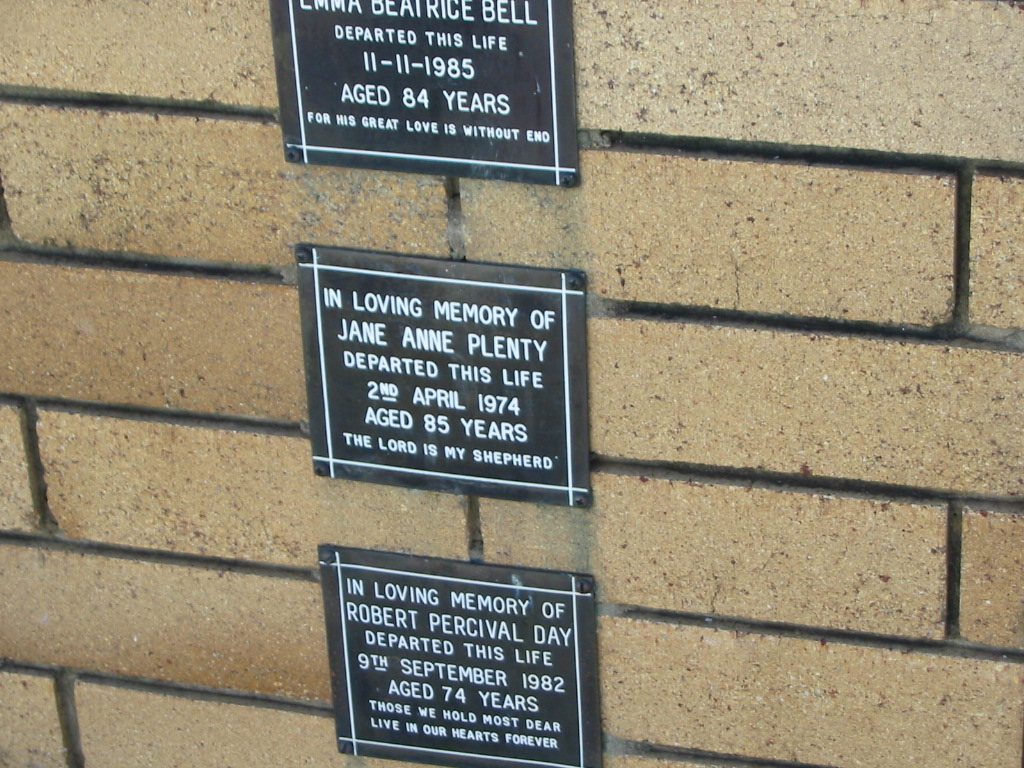 EMMA BEATRICE BELL
DEPARTED THIS LIFE
11-11-1985
AGED 84 YEARS
FOR HIS GREAT LOVE IS WITHOUT END
IN LOVING MEMORY OF
JANE ANNE PLENTY
DEPARTED THIS LIFE
2ND APRIL 1974
AGED 85 YEARS
THE LORD IS MY SHEPHERD
IN LOVING MEMORY OF
ROBERT PERCIVAL DAY
DEPARTED THIS LIFE
9TH SEPTEMBER 1982
AGED 74 YEARS
THOSE WE HOLD MOST DEAR
LIVE IN OUR HEARTS FOREVER